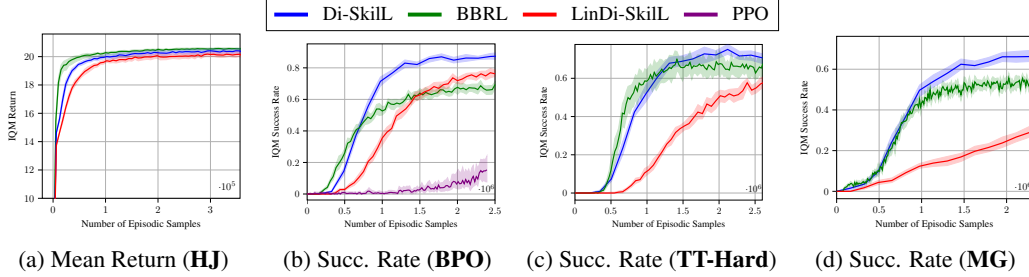 Di-SkilL BBRL LinDi-SkilL PPO
IQM Return
20
18
16
14
12
10
0 1 2 3
·10⁵
Number of Episodic Samples
(a) Mean Return (HJ)
IQM Success Rate
0.8
0.6
0.4
0.2
0
0 0.5 1 1.5 2 2.5
·10⁶
Number of Episodic Samples
(b) Succ. Rate (BPO)
IQM Success Rate
0.6
0.4
0.2
0
0 0.5 1 1.5 2 2.5
·10⁶
Number of Episodic Samples
(c) Succ. Rate (TT-Hard)
IQM Success Rate
0.6
0.4
0.2
0
0 0.5 1 2
Number of Episodic Samples
(d) Succ. Rate (MG)